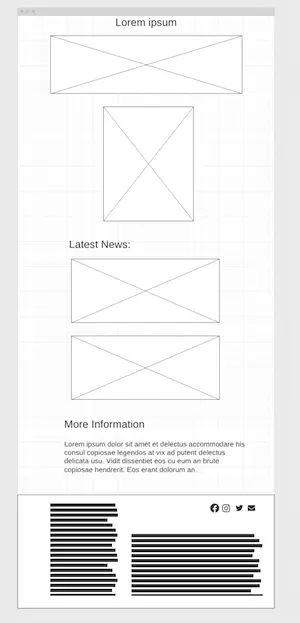 Lorem ipsum
Latest News:
More Information
Lorem ipsum dolor sit amet et delectus accommodare his
consul copiosae legendos at vix ad putent delectus
delicata usu. Vidit dissentiet eos cu eum an brute
copiosae hendrerit. Eos erant dolorum an.